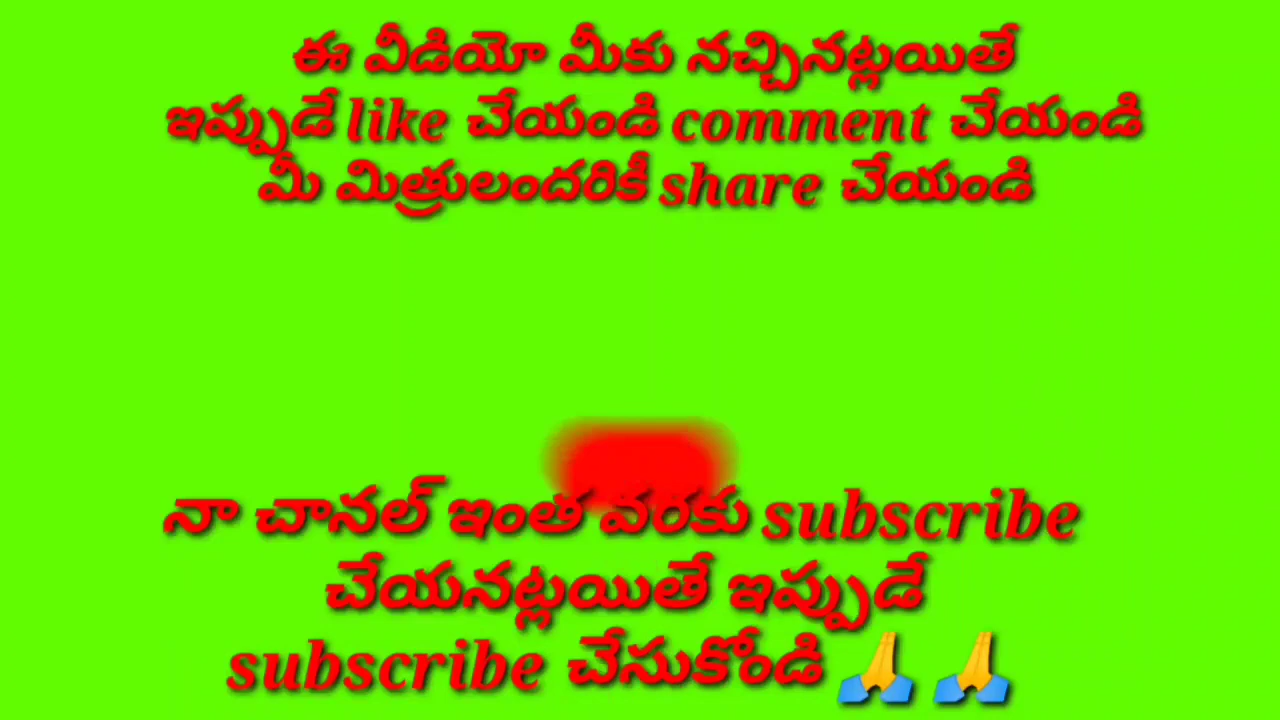 ఈ వీడియో మీకు నచ్చినట్లయితే
ఇప్పుడే like చేయండి comment చేయండి
మీ మిత్రులందరికీ share చేయండి
నా చానల్ ఇంత వరకు subscribe
చేయనట్లయితే ఇప్పుడే
subscribe చేసుకోండి 🙏 🙏